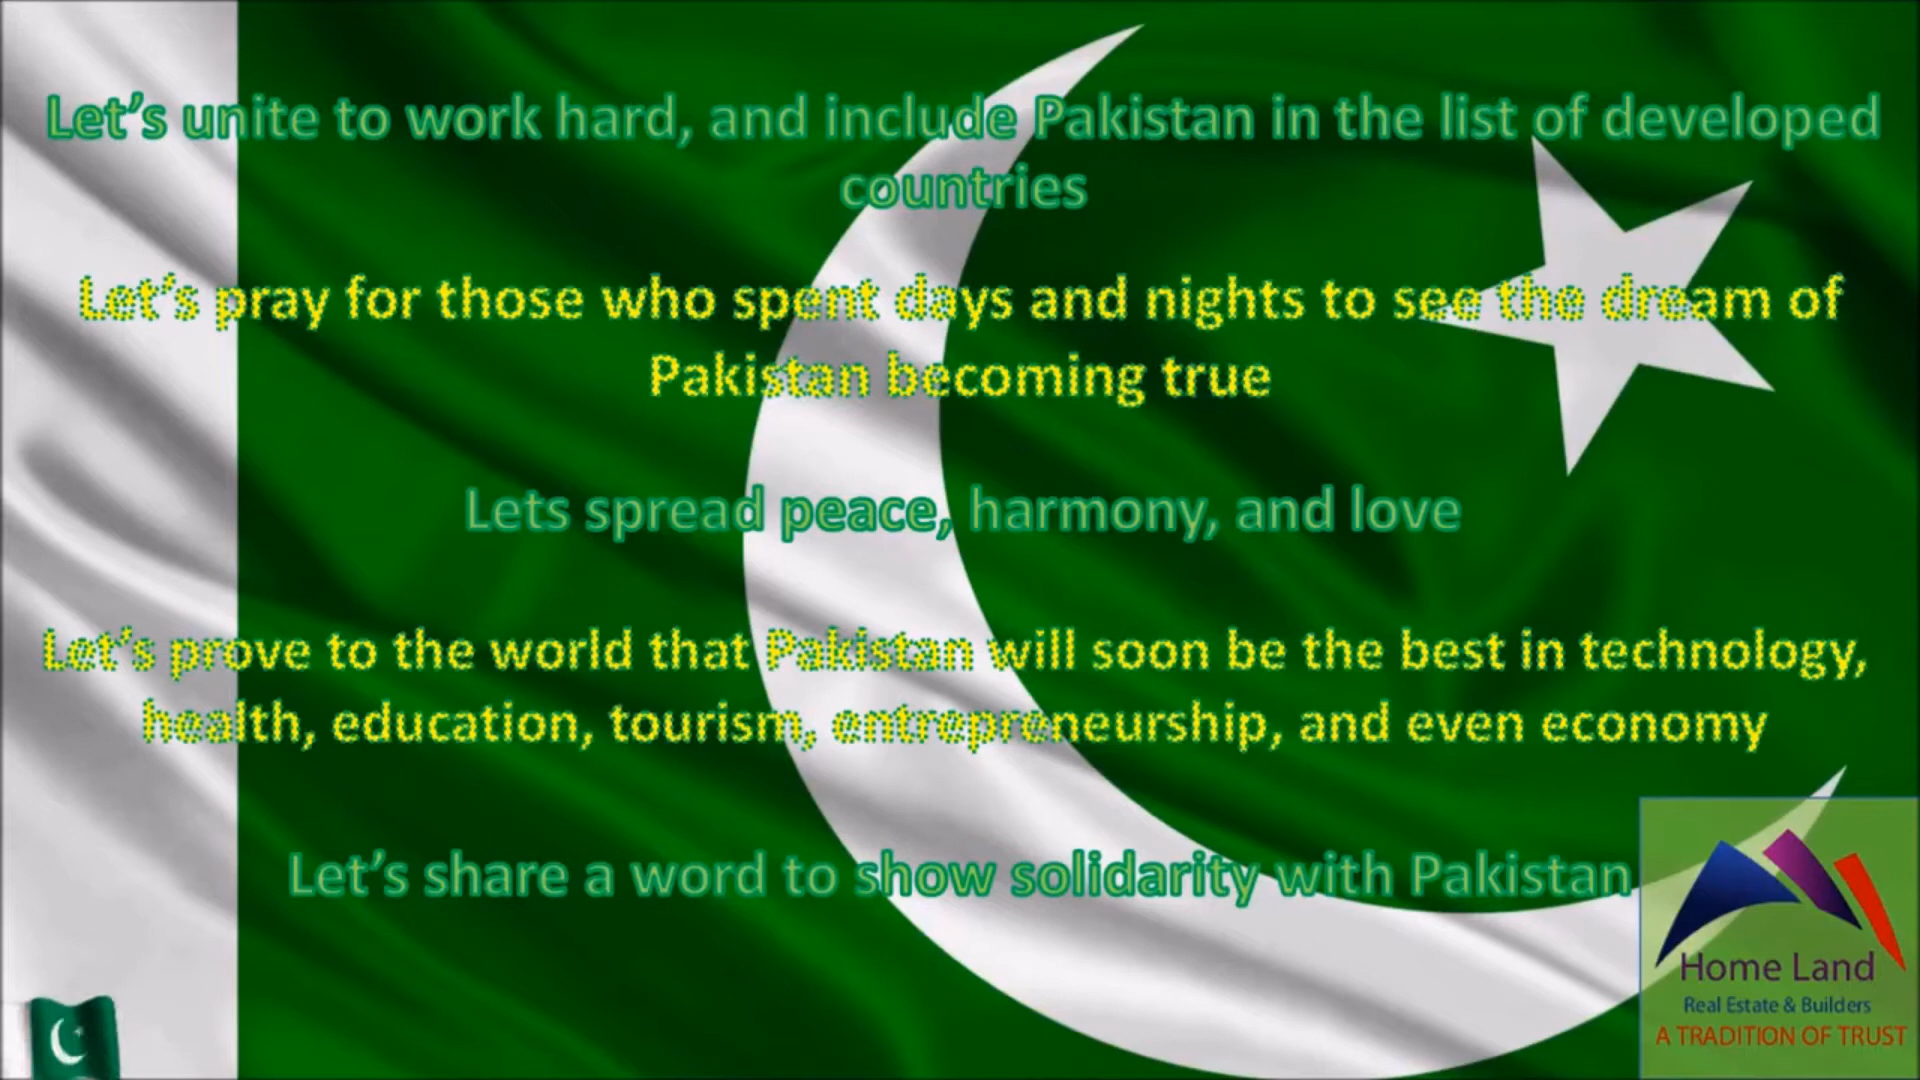 Let’s unite to work hard, and include Pakistan in the list of developed
countries
Let’s pray for those who spent days and nights to see the dream of
Pakistan becoming true
Lets spread peace, harmony, and love
Let’s prove to the world that Pakistan will soon be the best in technology,
health, education, tourism, entrepreneurship, and even economy
Let’s share a word to show solidarity with Pakistan
Home Land
Real Estate & Builders
A TRADITION OF TRUST